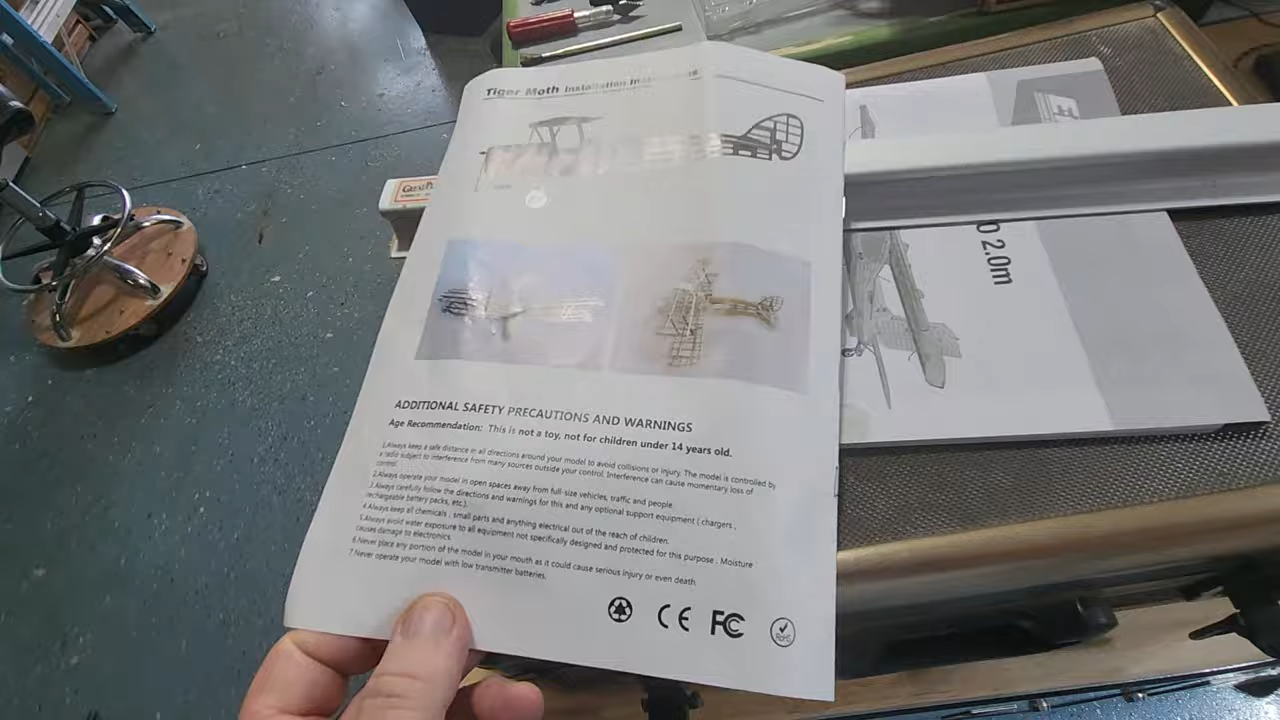 Tiger Moth Installation
GREAT
2.0m
ADDITIONAL SAFETY PRECAUTIONS AND WARNINGS
Age Recommendation: This is not a toy, not for children under 14 years old.
1.Always keep a safe distance in all directions around your model to avoid collisions or injury. The model is controlled by
a radio subject to interference from many sources outside your control. Interference can cause momentary loss of
control.
2.Always operate your model in open spaces away from full-size vehicles, traffic and people
3.Always carefully follow the directions and warnings for this and any optional support equipment ( chargers ,
rechargeable battery packs, etc.).
4.Always keep all chemicals , small parts and anything electrical out of the reach of children.
5.Always avoid water exposure to all equipment not specifically designed and protected for this purpose . Moisture
causes damage to electronics.
6.Never place any portion of the model in your mouth as it could cause serious injury or even death.
7.Never operate your model with low transmitter batteries.
CE FC RoHS